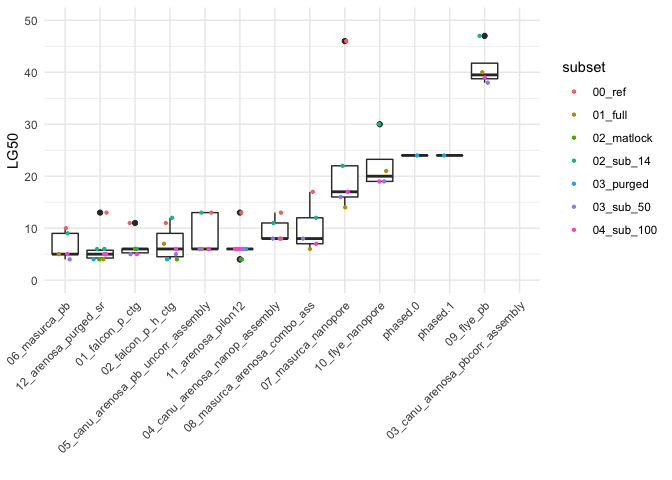 LG50
50
40
30
20
10
0
06_masurca_pb
12_arenosa_purged_sr
01_falcon_p_ctg
02_falcon_p_h_ctg
05_canu_arenosa_pb_uncorr_assembly
11_arenosa_pilon12
04_canu_arenosa_nanop_assembly
08_masurca_arenosa_combo_ass
07_masurca_nanopore
10_flye_nanopore
phased.0
phased.1
09_flye_pb
03_canu_arenosa_pbcorr_assembly
subset
00_ref
01_full
02_matlock
02_sub_14
03_purged
03_sub_50
04_sub_100